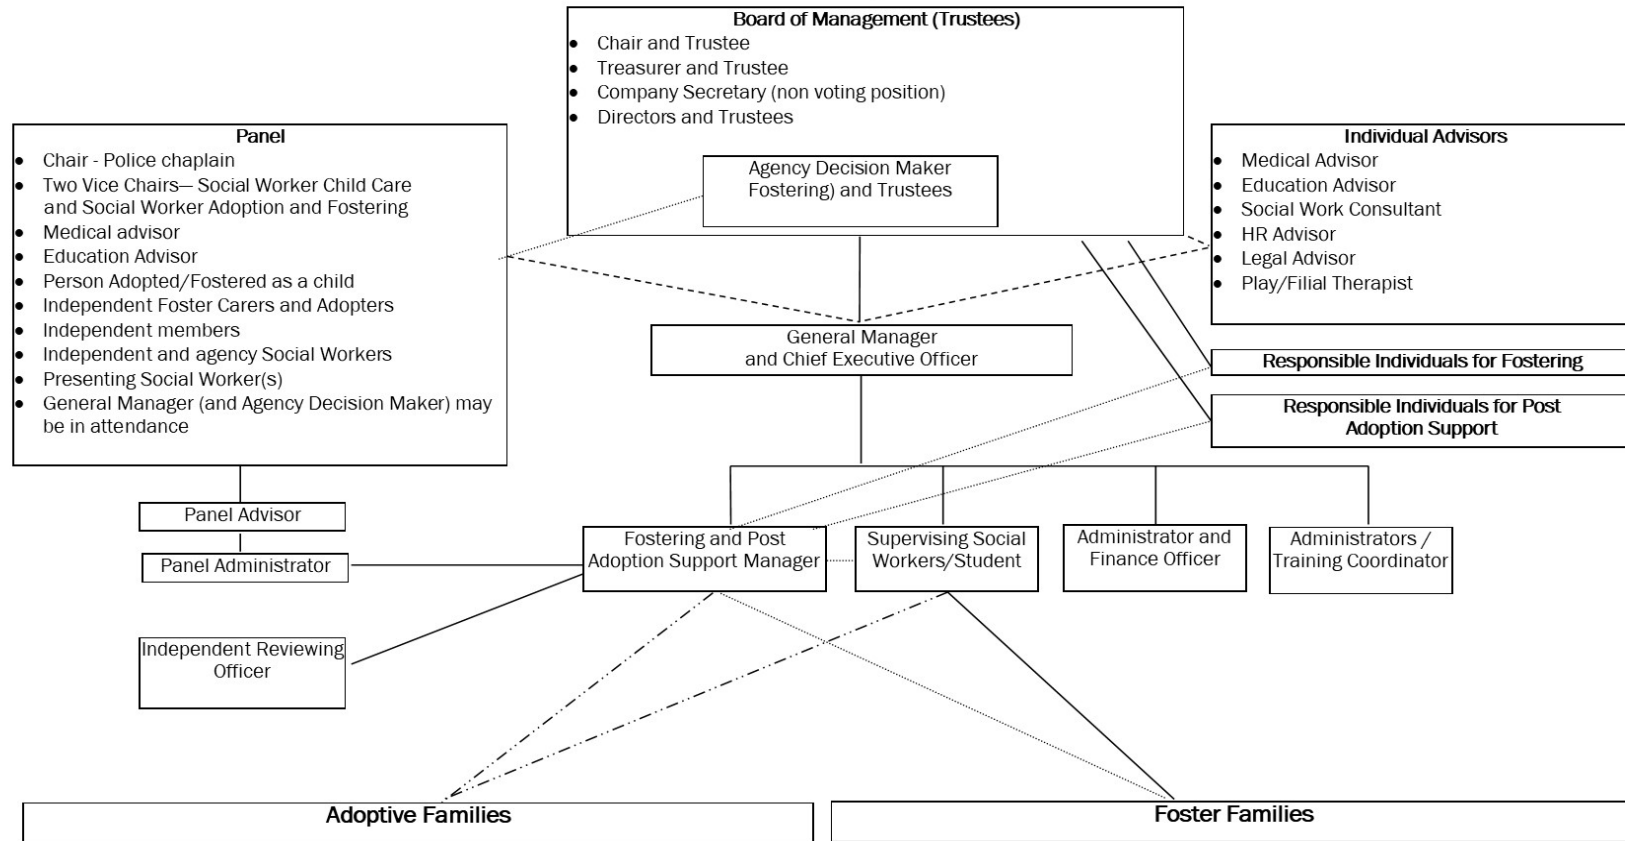 Board of Management (Trustees)
• Chair and Trustee
• Treasurer and Trustee
• Company Secretary (non voting position)
• Directors and Trustees
Agency Decision Maker
Fostering) and Trustees
Panel
• Chair - Police chaplain
• Two Vice Chairs— Social Worker Child Care
and Social Worker Adoption and Fostering
• Medical advisor
• Education Advisor
• Person Adopted/Fostered as a child
• Independent Foster Carers and Adopters
• Independent members
• Independent and agency Social Workers
• Presenting Social Worker(s)
• General Manager (and Agency Decision Maker) may
be in attendance
Individual Advisors
• Medical Advisor
• Education Advisor
• Social Work Consultant
• HR Advisor
• Legal Advisor
• Play/Filial Therapist
General Manager
and Chief Executive Officer
Responsible Individuals for Fostering
Responsible Individuals for Post
Adoption Support
Panel Advisor
Panel Administrator
Fostering and Post
Adoption Support Manager
Supervising Social
Workers/Student
Administrator and
Finance Officer
Administrators /
Training Coordinator
Independent Reviewing
Officer
Adoptive Families
Foster Families